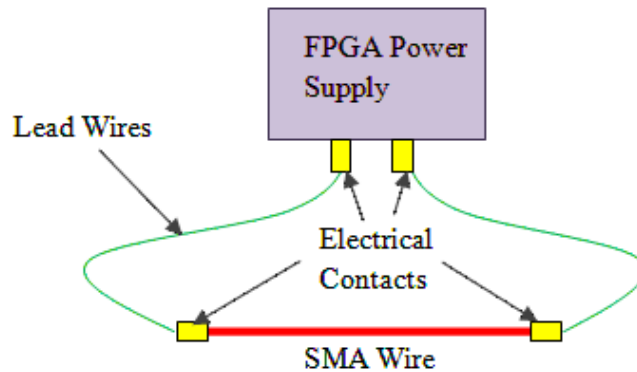 FPGA Power
Supply
Lead Wires
Electrical
Contacts
SMA Wire